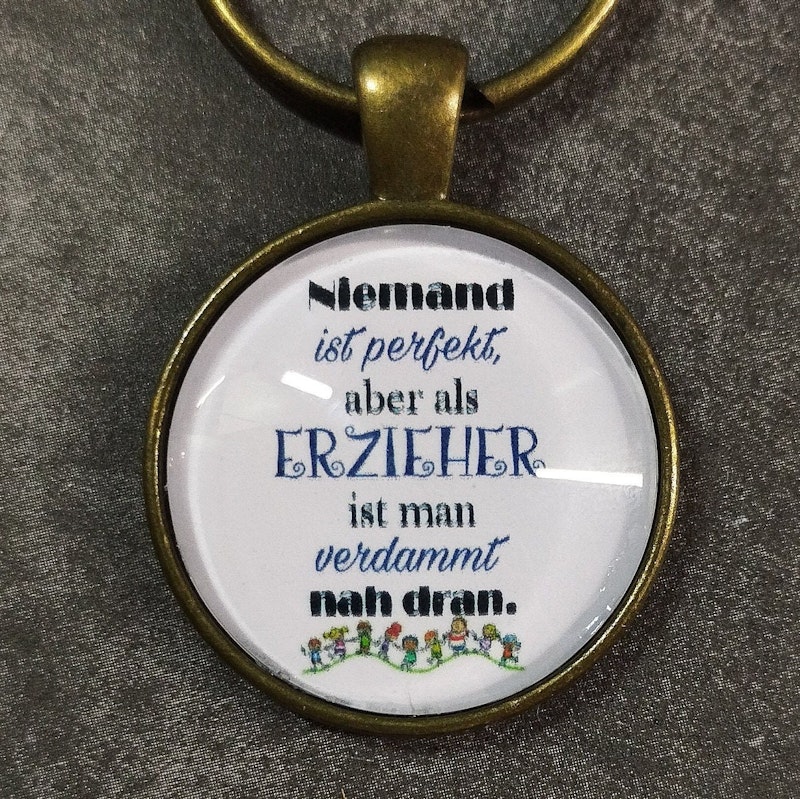 Niemand
ist perfekt,
aber als
ERZIEHER
ist man
verdammt
nah dran.